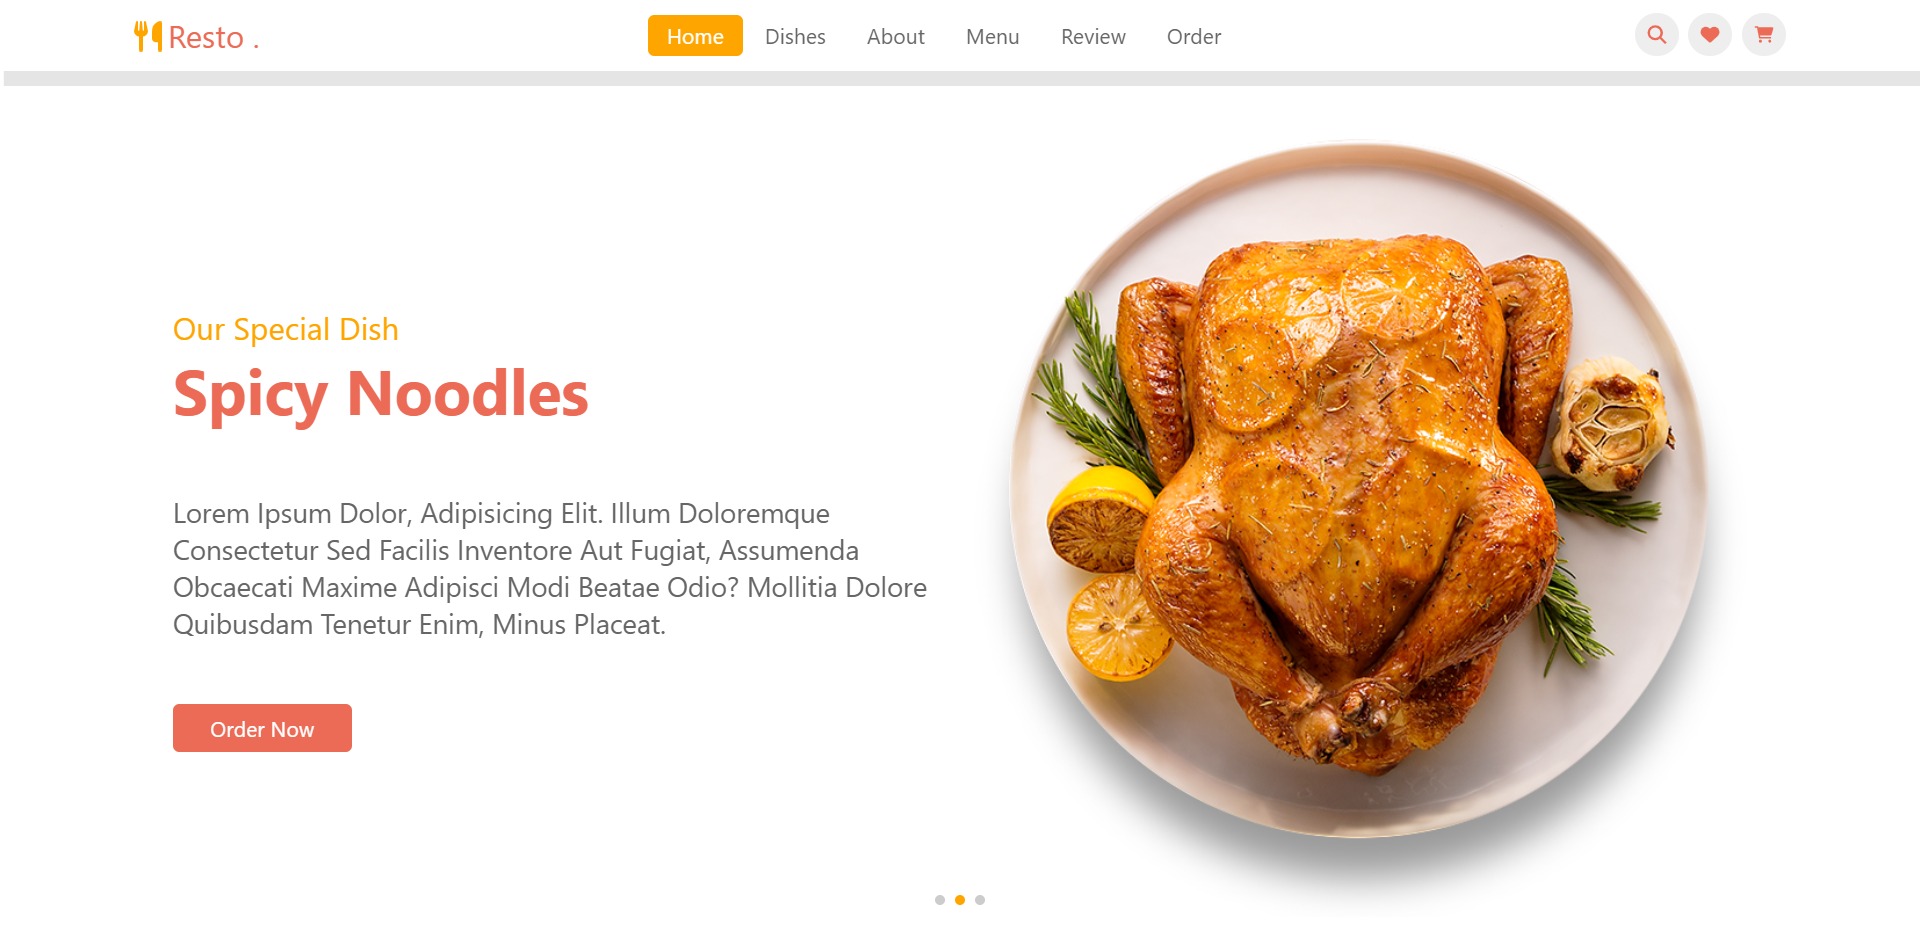 Resto .
Home
Dishes
About
Menu
Review
Order
Our Special Dish
Spicy Noodles
Lorem Ipsum Dolor, Adipisicing Elit. Illum Doloremque
Consectetur Sed Facilis Inventore Aut Fugiat, Assumenda
Obcaecati Maxime Adipisci Modi Beatae Odio? Mollitia Dolore
Quibusdam Tenetur Enim, Minus Placeat.
Order Now